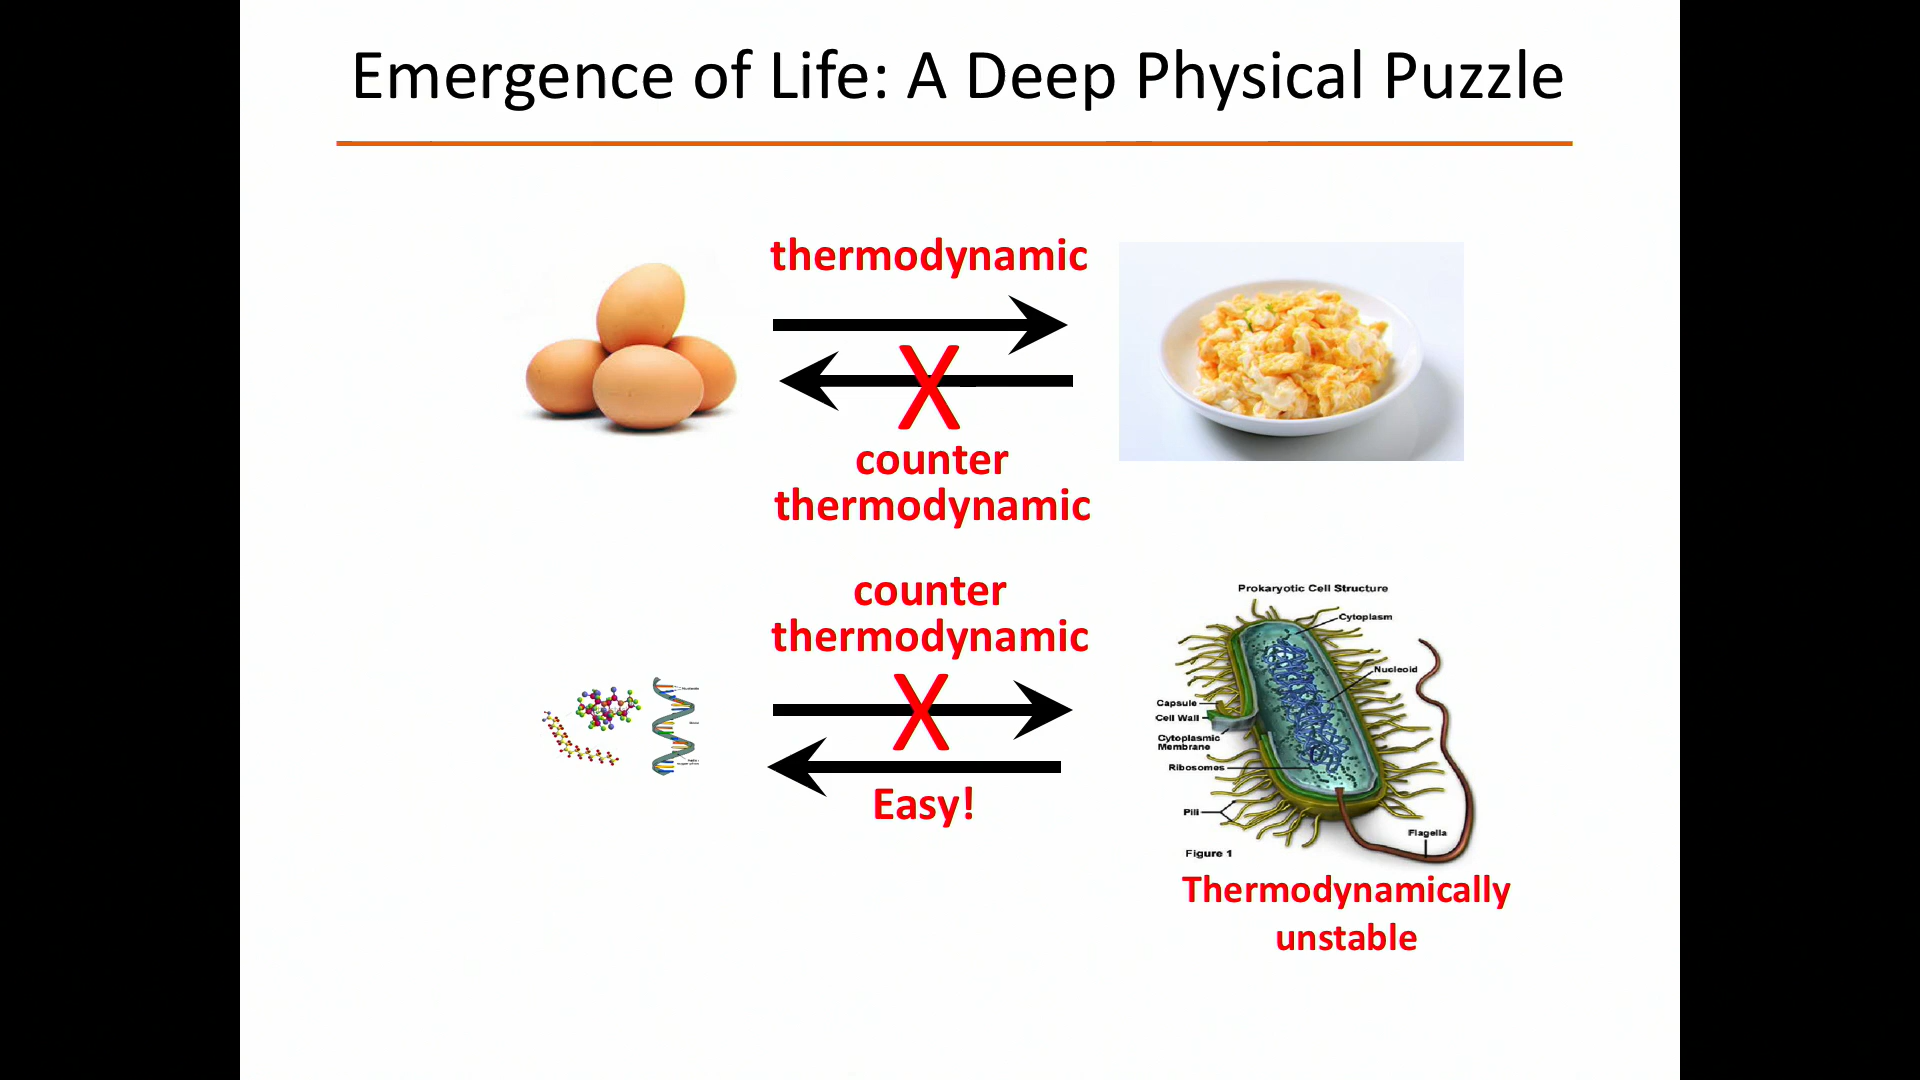 Emergence of Life: A Deep Physical Puzzle
thermodynamic
X
counter
thermodynamic
counter
thermodynamic
X
Easy!
Prokaryotic Cell Structure
Cytoplasm
Nucleoid
Capsule
Cell Wall
Cytoplasmic
Membrane
Ribosomes
Pili
Flagella
Figure 1
Thermodynamically
unstable